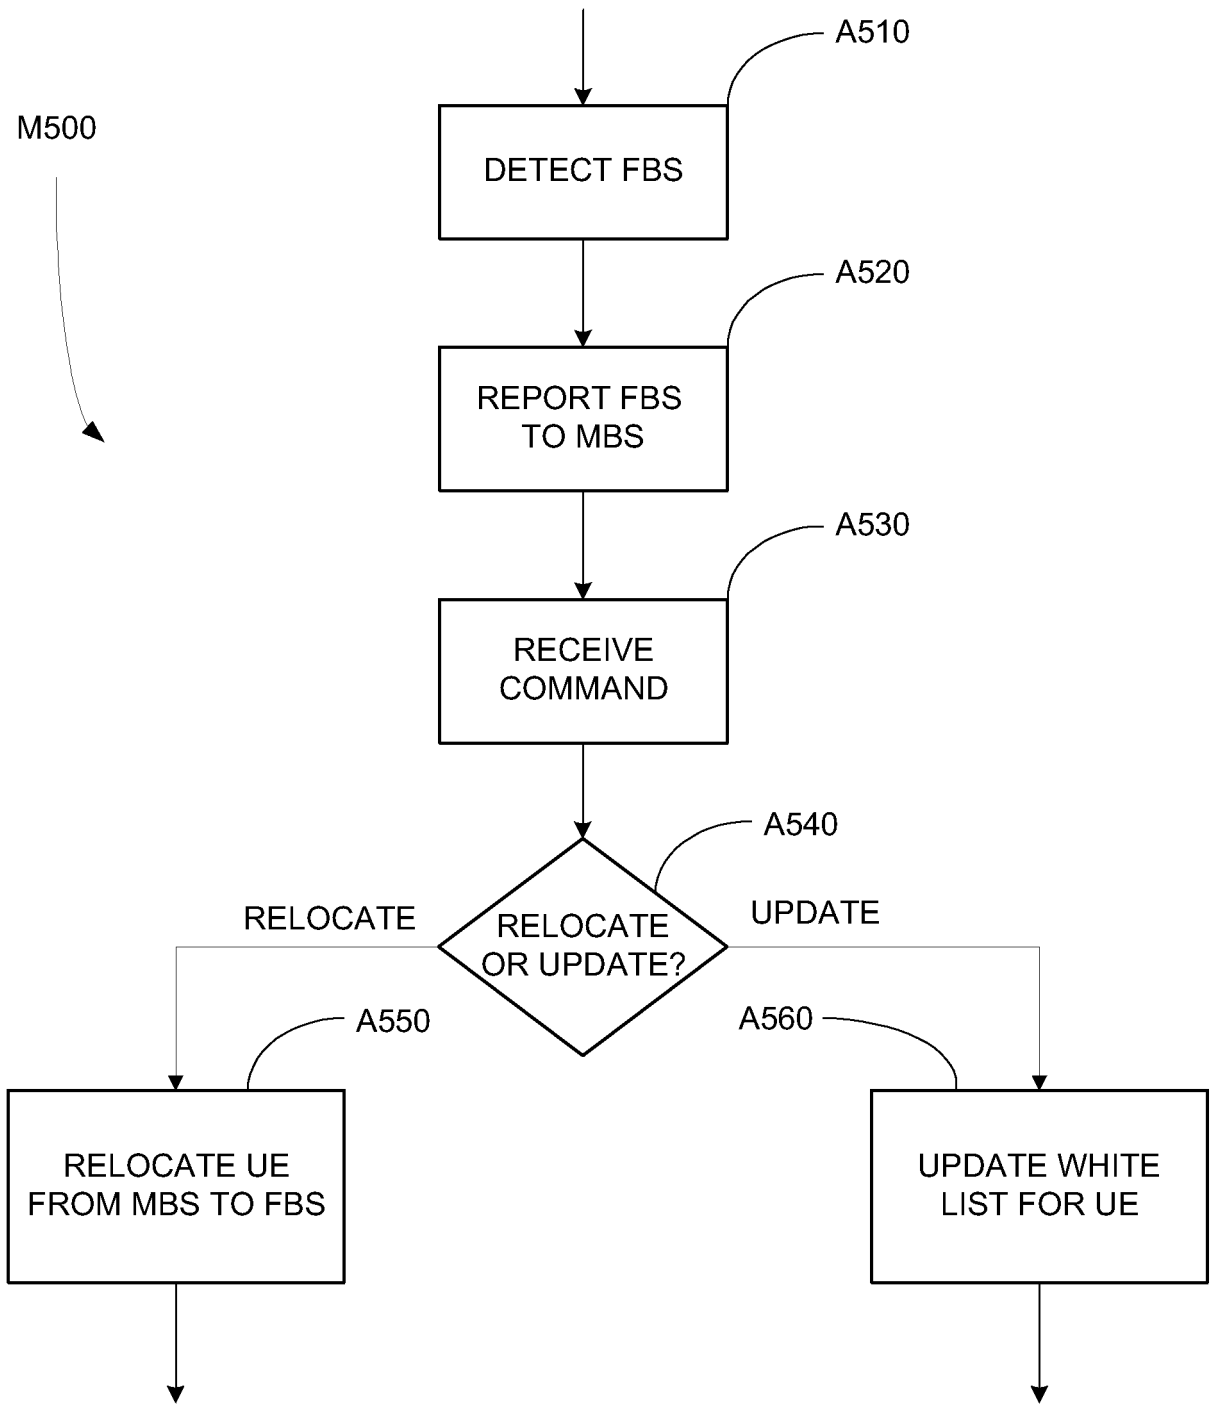 A510
M500
DETECT FBS
A520
REPORT FBS
TO MBS
A530
RECEIVE
COMMAND
A540
RELOCATE
UPDATE
RELOCATE
OR UPDATE?
A550
A560
RELOCATE UE
FROM MBS TO FBS
UPDATE WHITE
LIST FOR UE